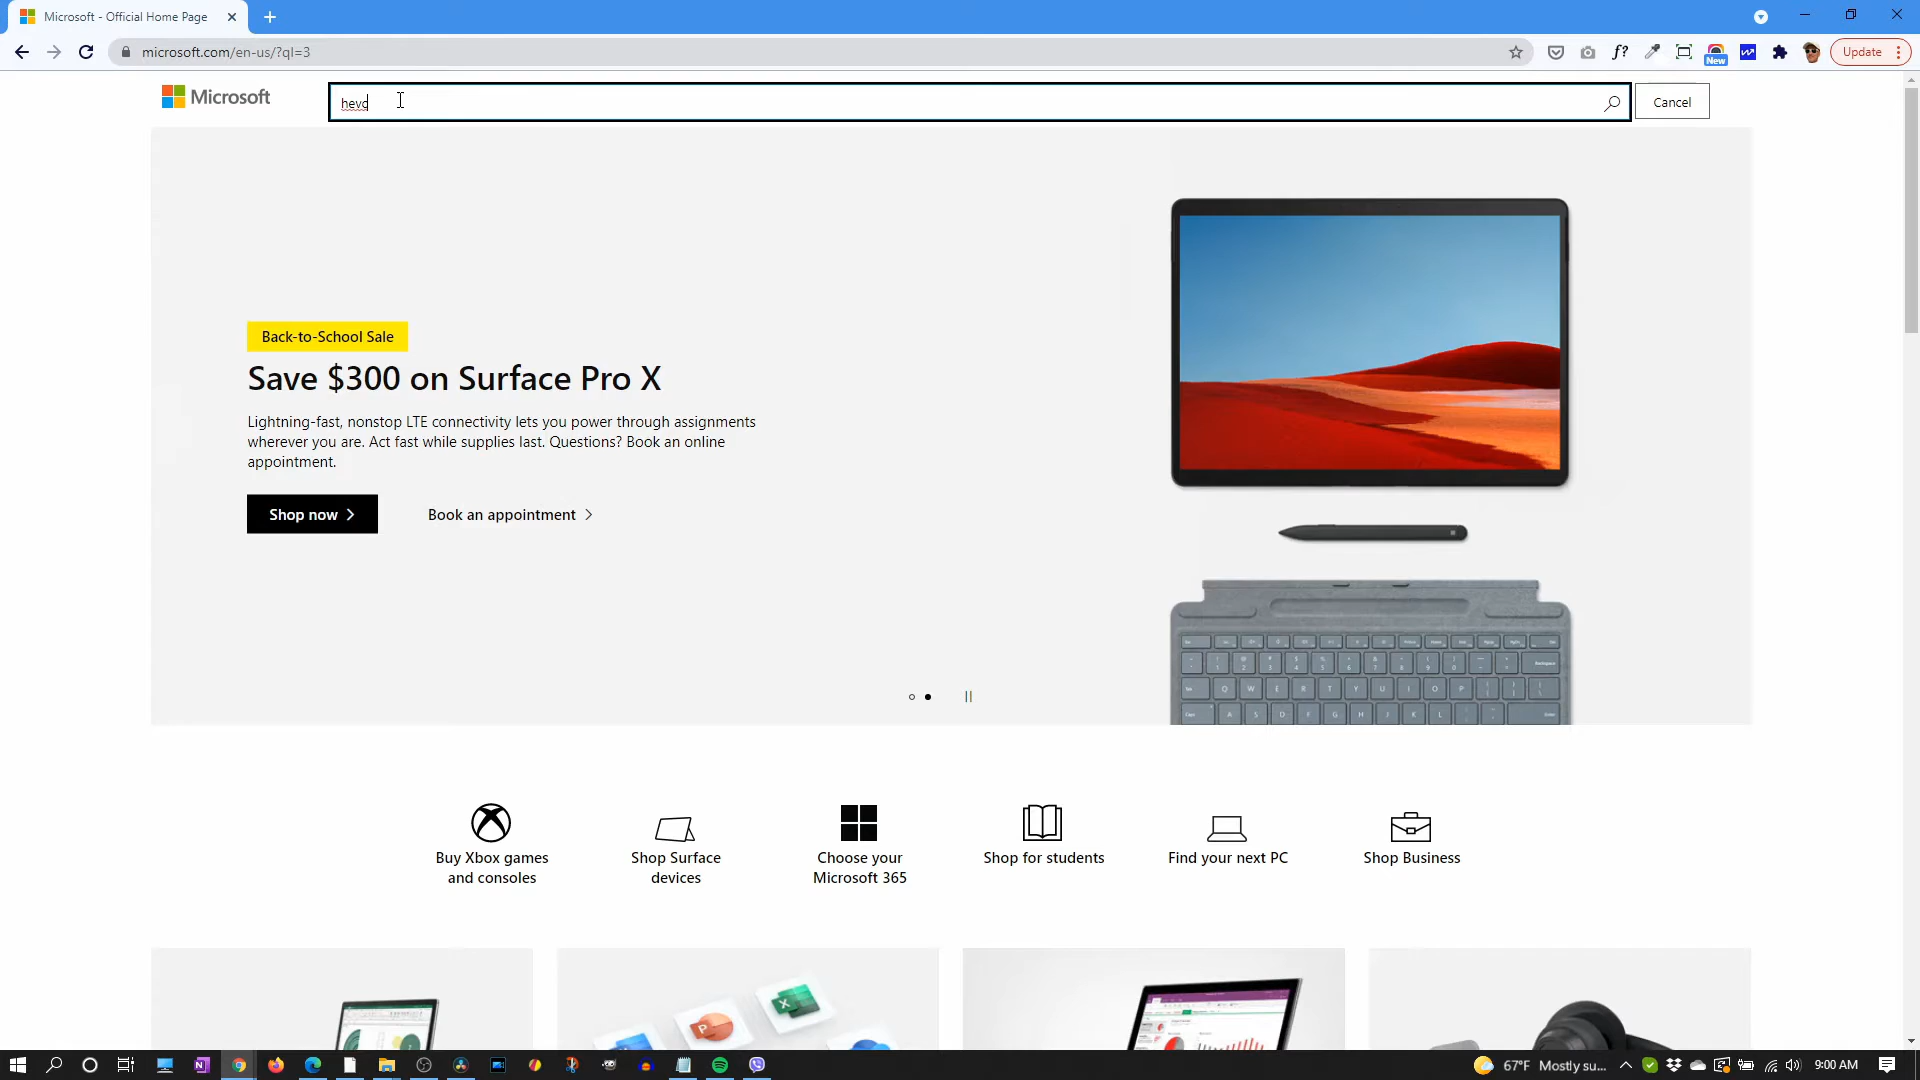 Microsoft - Official Home Page
microsoft.com/en-us/?ql=3
New
Update
Microsoft
hevc
Cancel
Back-to-School Sale
Save $300 on Surface Pro X
Lightning-fast, nonstop LTE connectivity lets you power through assignments
wherever you are. Act fast while supplies last. Questions? Book an online
appointment.
Shop now
Book an appointment
Buy Xbox games
and consoles
Shop Surface
devices
Choose your
Microsoft 365
Shop for students
Find your next PC
Shop Business
67°F Mostly su...
9:00 AM